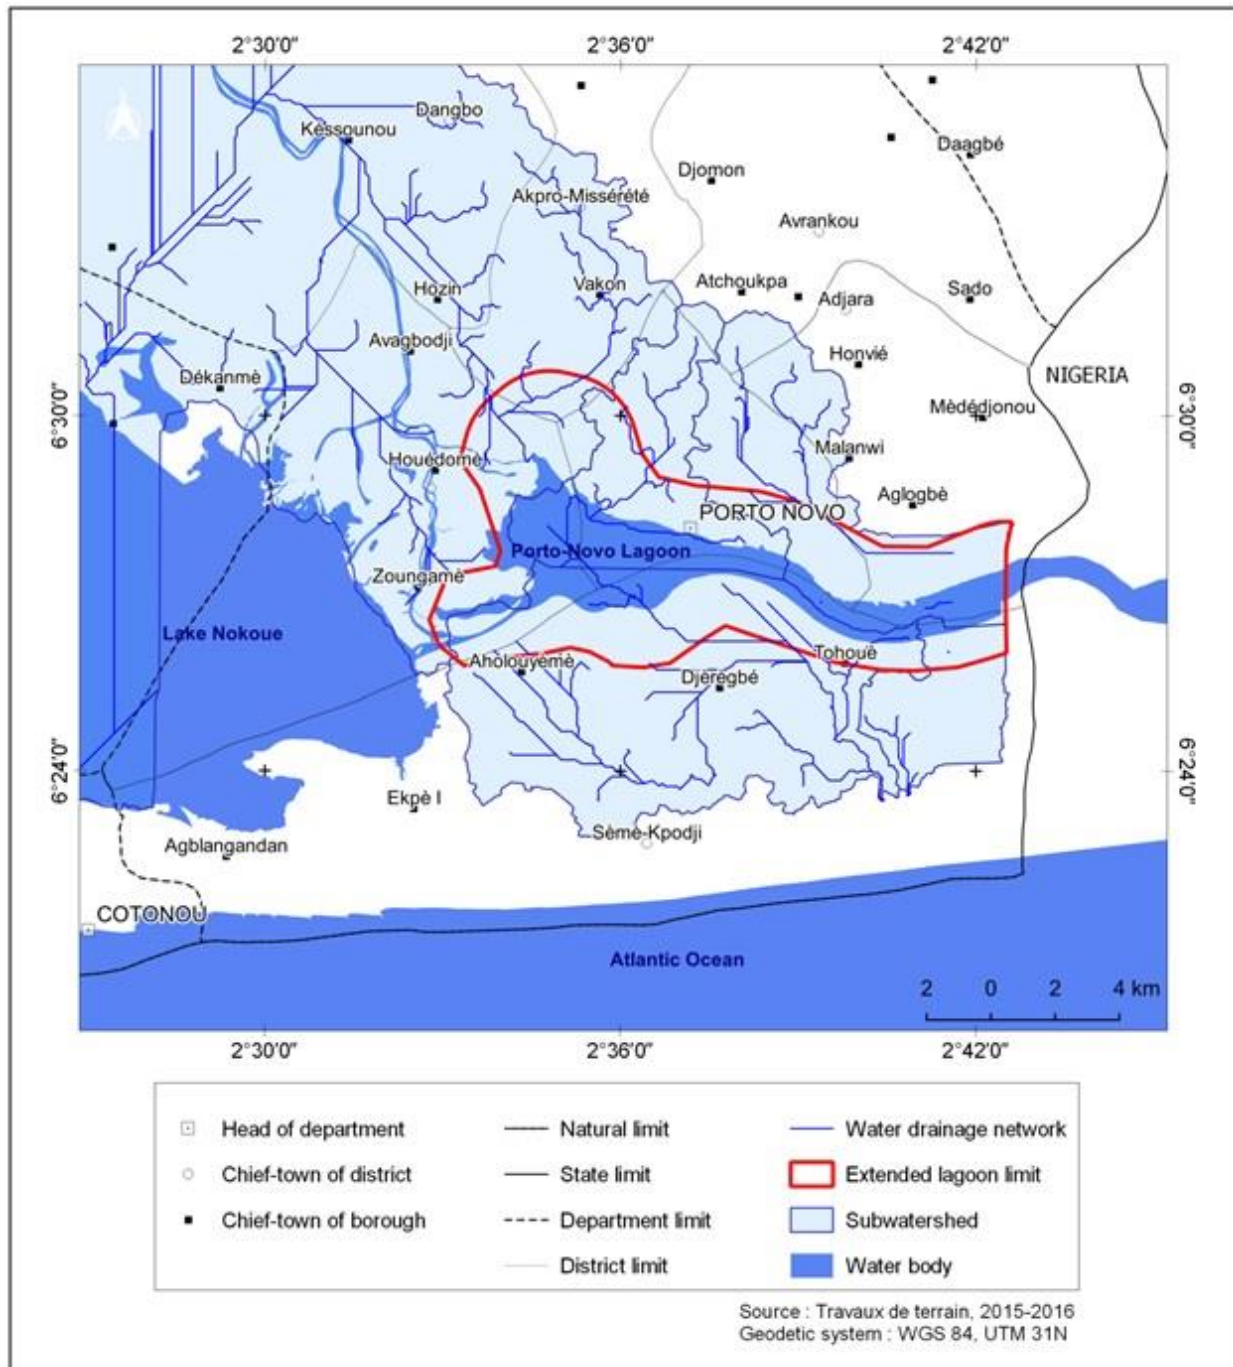 2°30'0" 2°36'0" 2°42'0"
Dangbo
Késsounou
Daagbé
Djomon
Akpro-Missérété
Avrankou
Hozin
Vakon
Atchoukpa
Adjara
Sado
Avagbodji
Honvié
Dékanmè
NIGERIA
Mèdédjonou
6°30'0" 6°30'0"
Houédomè
Malanwi
Aglogbè
PORTO NOVO
Porto-Novo Lagoon
Zoungamè
Lake Nokoue
Tohouè
Aholouyèmè
Djèregbé
6°24'0" 6°24'0"
Ekpè I
Sèmè-Kpodji
Agblangandan
COTONOU
Atlantic Ocean
2 0 2 4 km
2°30'0" 2°36'0" 2°42'0"
Head of department
Natural limit
Water drainage network
Chief-town of district
State limit
Extended lagoon limit
Chief-town of borough
Department limit
Subwatershed
District limit
Water body
Source : Travaux de terrain, 2015-2016
Geodetic system : WGS 84, UTM 31N